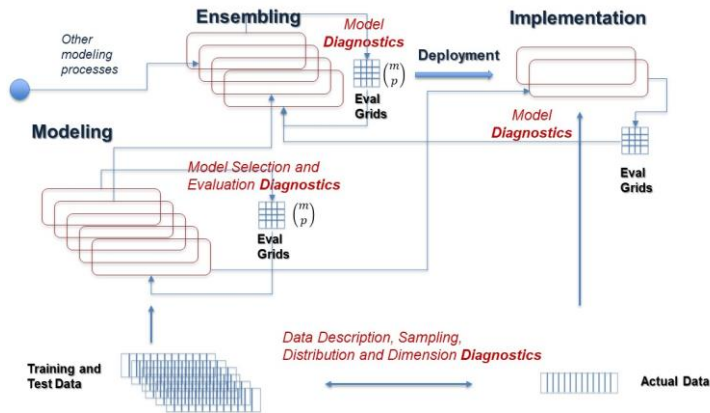 Ensembling
Implementation
Other
modeling
processes
Model
Diagnostics
Deployment
(m
p)
Eval
Grids
Modeling
Model
Diagnostics
Model Selection and
Evaluation Diagnostics
(m
p)
Eval
Grids
Eval
Grids
Data Description, Sampling,
Distribution and Dimension Diagnostics
Training and
Test Data
Actual Data